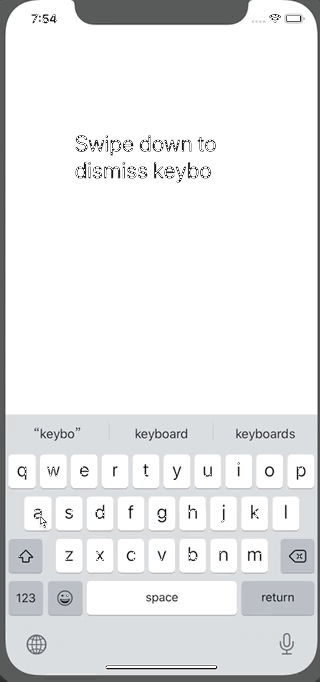 7:54
Swipe down to
dismiss keybo
“keybo” keyboard keyboards
q w e r t y u i o p
a s d f g h j k l
z x c v b n m
123 space return